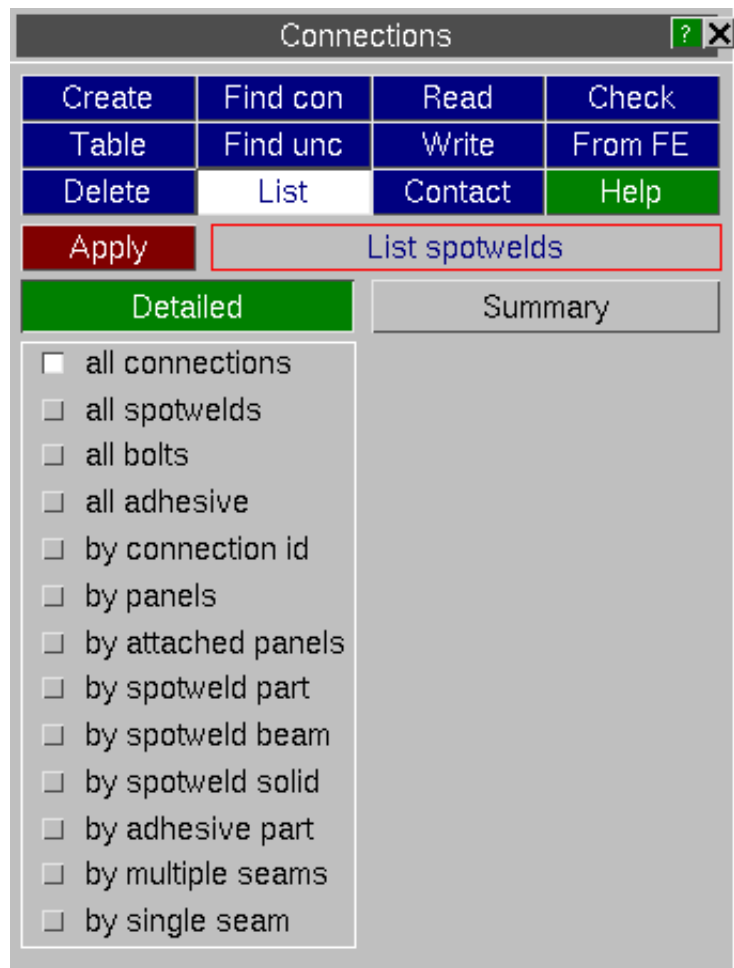 Connections ?
Create Find con Read Check
Table Find unc Write From FE
Delete List Contact Help
Apply List spotwelds
Detailed Summary
all connections
all spotwelds
all bolts
all adhesive
by connection id
by panels
by attached panels
by spotweld part
by spotweld beam
by spotweld solid
by adhesive part
by multiple seams
by single seam